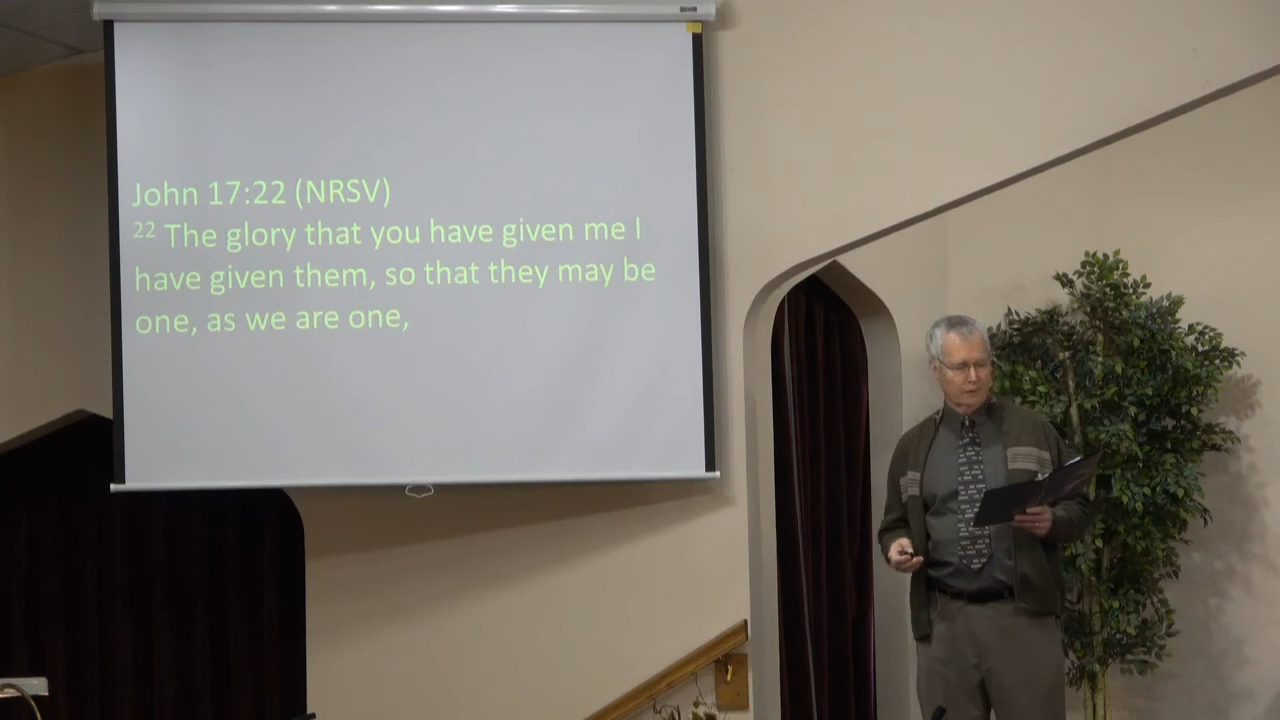 John 17:22 (NRSV)
22 The glory that you have given me I
have given them, so that they may be
one, as we are one,